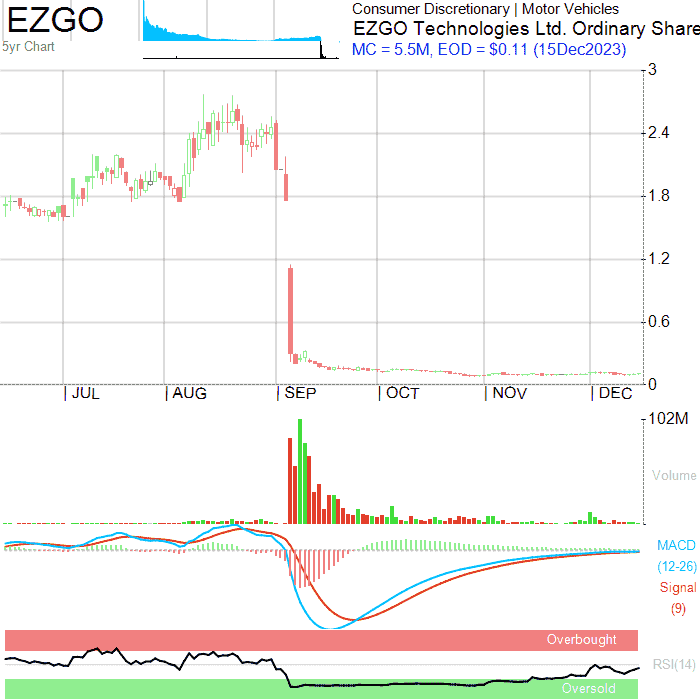 EZGO
5yr Chart
Consumer Discretionary | Motor Vehicles
EZGO Technologies Ltd. Ordinary Share
MC = 5.5M, EOD = $0.11 (15Dec2023)
3
2.4
1.8
1.2
0.6
0
| JUL | AUG | SEP | OCT | NOV | DEC
102M
Volume
MACD
(12-26)
Signal
(9)
Overbought
RSI(14)
Oversold